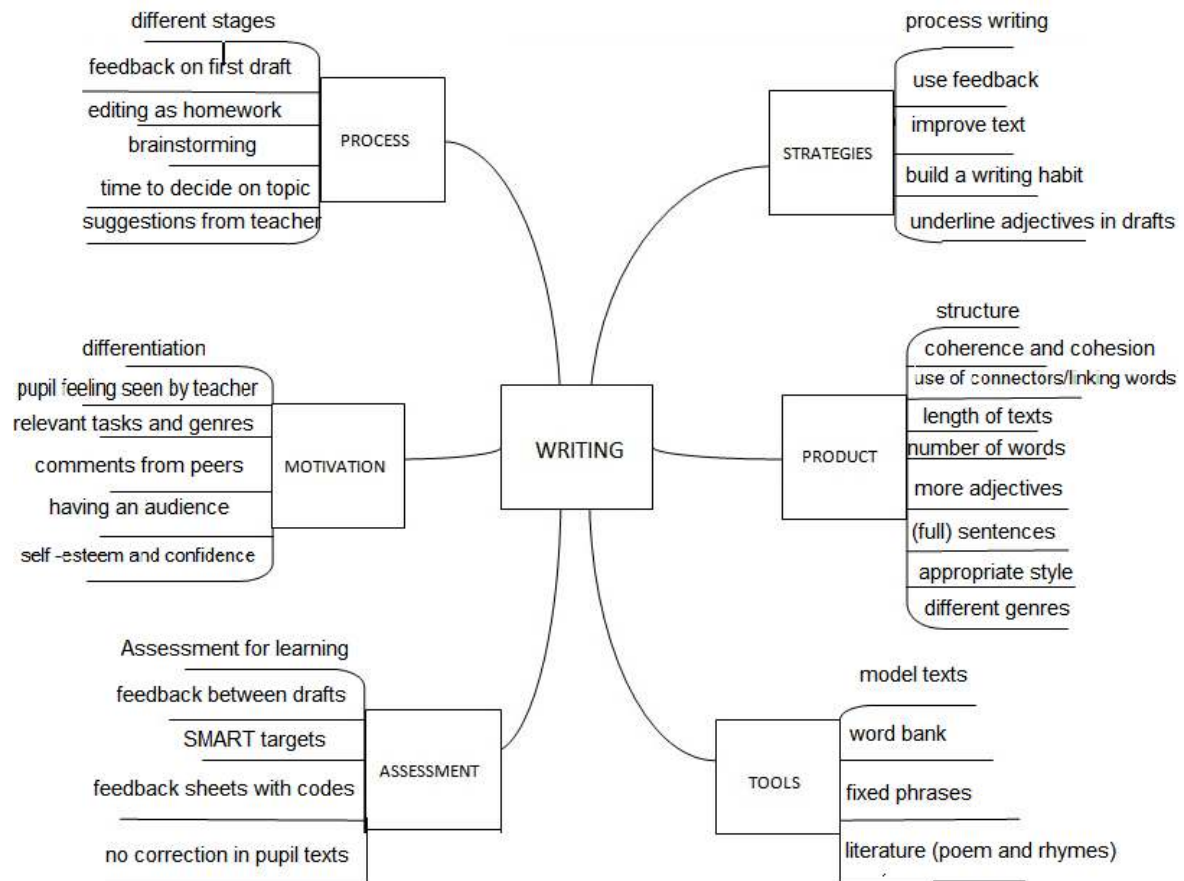 different stages
feedback on first draft
editing as homework
brainstorming
time to decide on topic
suggestions from teacher
PROCESS
process writing
use feedback
improve text
build a writing habit
underline adjectives in drafts
STRATEGIES
differentiation
pupil feeling seen by teacher
relevant tasks and genres
comments from peers
having an audience
self -esteem and confidence
MOTIVATION
WRITING
structure
coherence and cohesion
use of connectors/linking words
length of texts
number of words
more adjectives
(full) sentences
appropriate style
different genres
PRODUCT
Assessment for learning
feedback between drafts
SMART targets
feedback sheets with codes
no correction in pupil texts
ASSESSMENT
model texts
word bank
fixed phrases
literature (poem and rhymes)
TOOLS